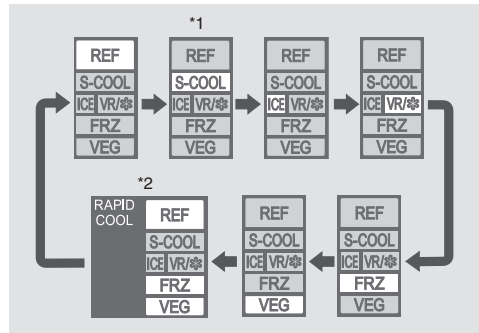 *1
REF
S-COOL
ICE VR/❄
FRZ
VEG
REF
S-COOL
ICE VR/❄
FRZ
VEG
REF
S-COOL
ICE VR/❄
FRZ
VEG
REF
S-COOL
ICE VR/❄
FRZ
VEG
*2
RAPID
COOL
REF
S-COOL
ICE VR/❄
FRZ
VEG
REF
S-COOL
ICE VR/❄
FRZ
VEG
REF
S-COOL
ICE VR/❄
FRZ
VEG